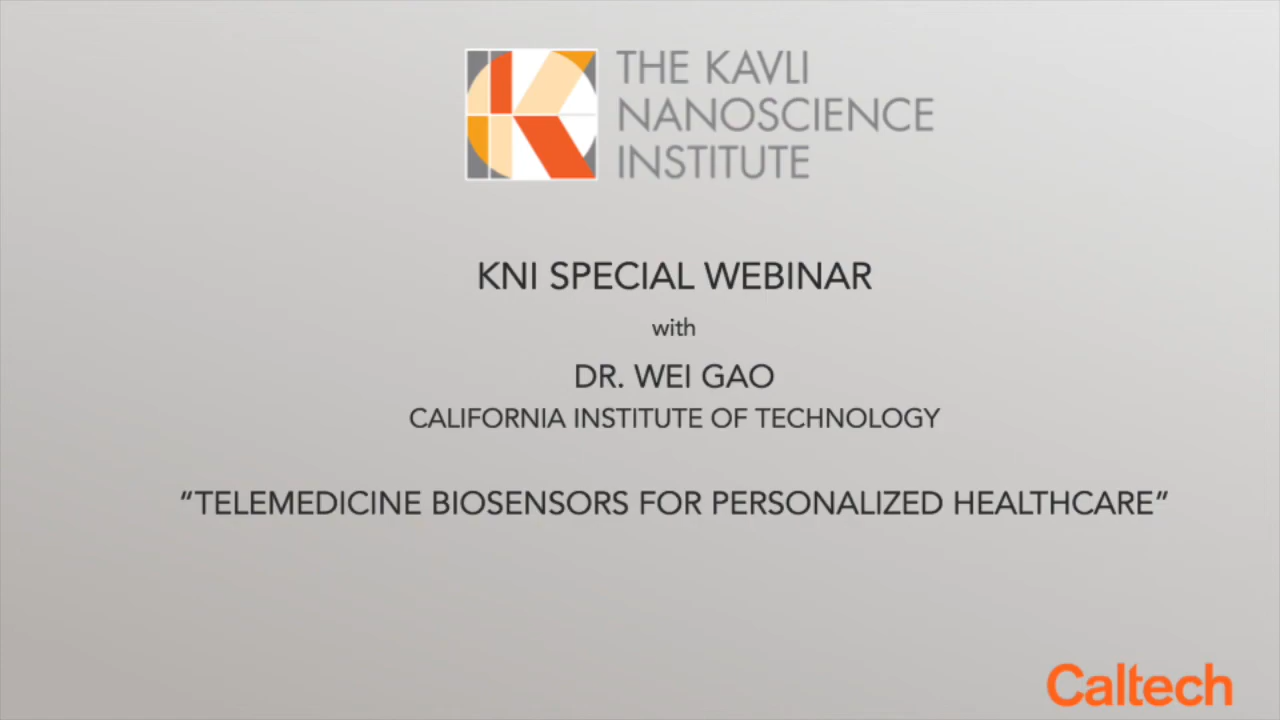 THE KAVLI
NANOSCIENCE
INSTITUTE
KNI SPECIAL WEBINAR
with
DR. WEI GAO
CALIFORNIA INSTITUTE OF TECHNOLOGY
“TELEMEDICINE BIOSENSORS FOR PERSONALIZED HEALTHCARE”
Caltech